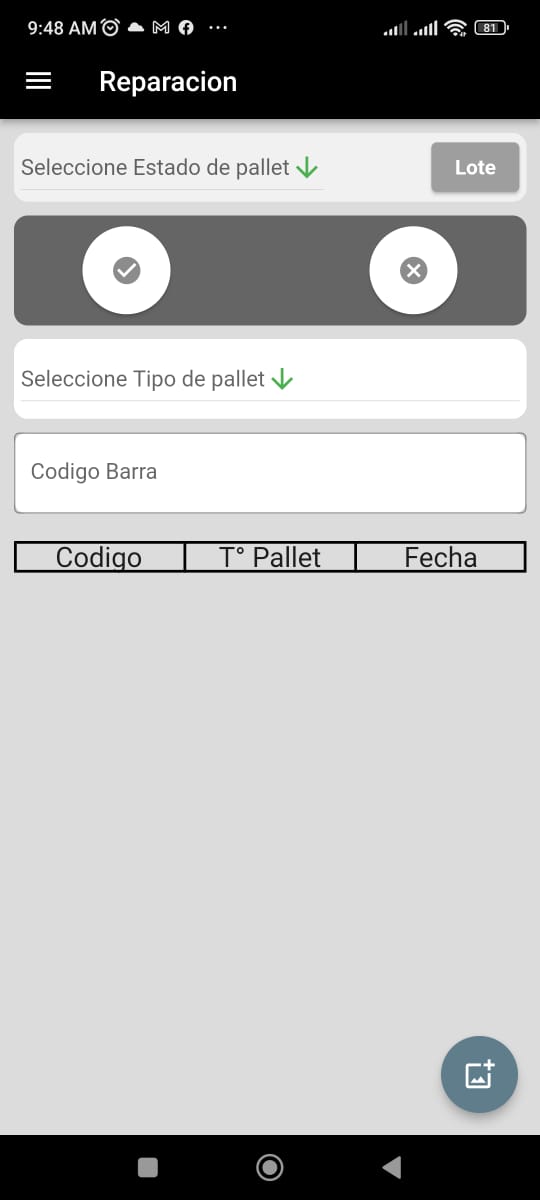 9:48 AM
81
Reparacion
Seleccione Estado de pallet
Lote
Seleccione Tipo de pallet
Codigo Barra
Codigo T° Pallet Fecha